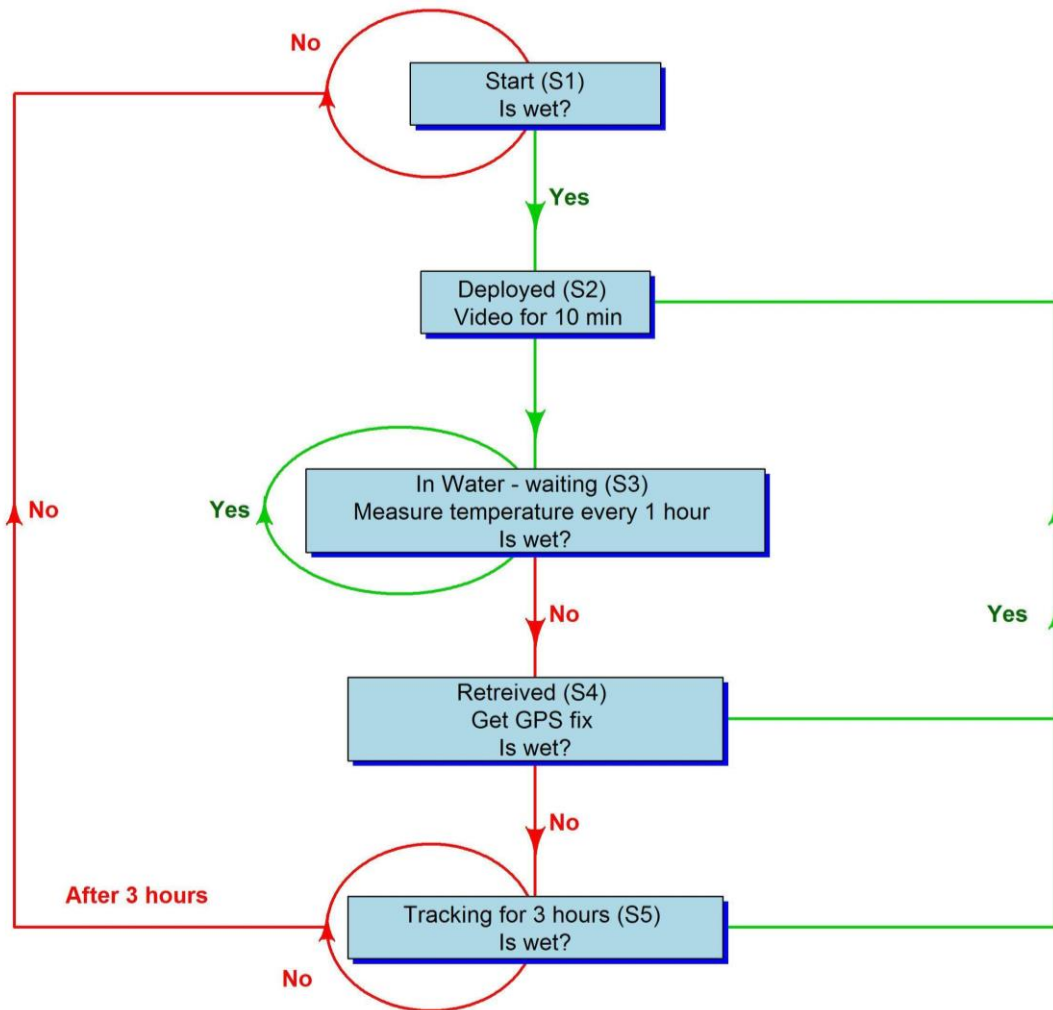 No
Start (S1)
Is wet?
Yes
Deployed (S2)
Video for 10 min
In Water - waiting (S3)
Measure temperature every 1 hour
Is wet?
Yes
No
No
Yes
Retreived (S4)
Get GPS fix
Is wet?
No
After 3 hours
Tracking for 3 hours (S5)
Is wet?
No